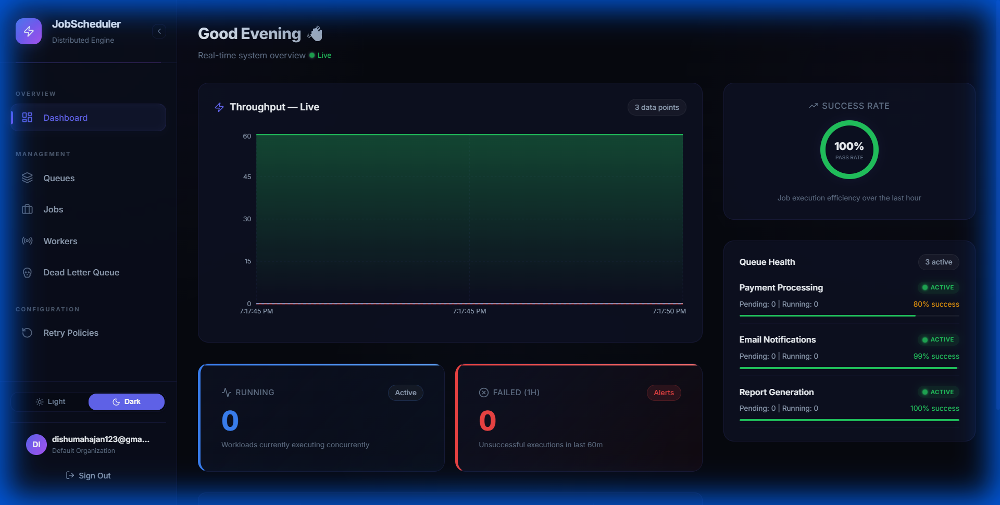 JobScheduler
Distributed Engine
OVERVIEW
Dashboard
MANAGEMENT
Queues
Jobs
Workers
Dead Letter Queue
CONFIGURATION
Retry Policies
Light
Dark
DI
dishumahajan123@gma...
Default Organization
Sign Out
Good Evening 👋
Real-time system overview Live
Throughput — Live
3 data points
60
45
30
15
0
7:17:45 PM 7:17:45 PM 7:17:50 PM
RUNNING
Active
0
Workloads currently executing concurrently
FAILED (1H)
Alerts
0
Unsuccessful executions in last 60m
SUCCESS RATE
100%
PASS RATE
Job execution efficiency over the last hour
Queue Health
3 active
Payment Processing
ACTIVE
Pending: 0 | Running: 0
80% success
Email Notifications
ACTIVE
Pending: 0 | Running: 0
99% success
Report Generation
ACTIVE
Pending: 0 | Running: 0
100% success